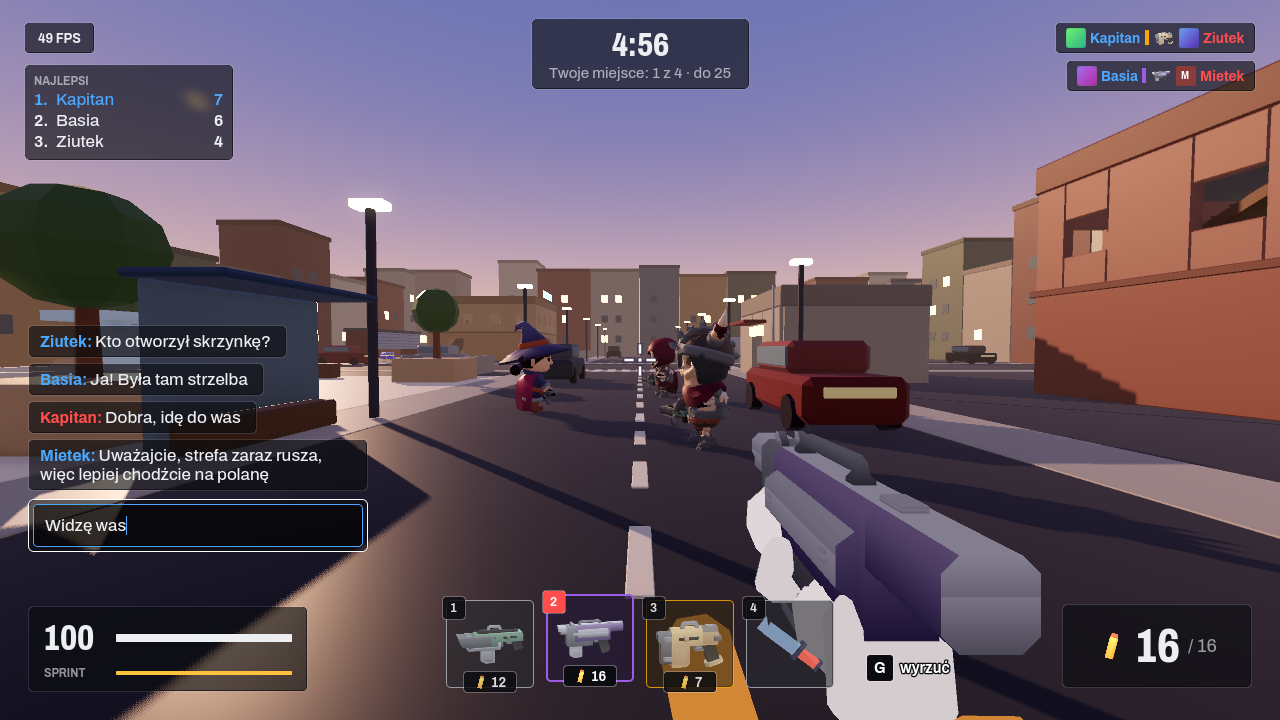 49 FPS
NAJLEPSI
1. Kapitan 7
2. Basia 6
3. Ziutek 4
4:56
Twoje miejsce: 1 z 4 · do 25
Kapitan Ziutek
Basia M Mietek
Ziutek: Kto otworzył skrzynkę?
Basia: Ja! Była tam strzelba
Kapitan: Dobra, idę do was
Mietek: Uważajcie, strefa zaraz rusza,
więc lepiej chodźcie na polanę
Widzę was
100
SPRINT
1 2 3 4
12 16 7
G wyrzuć
16 / 16